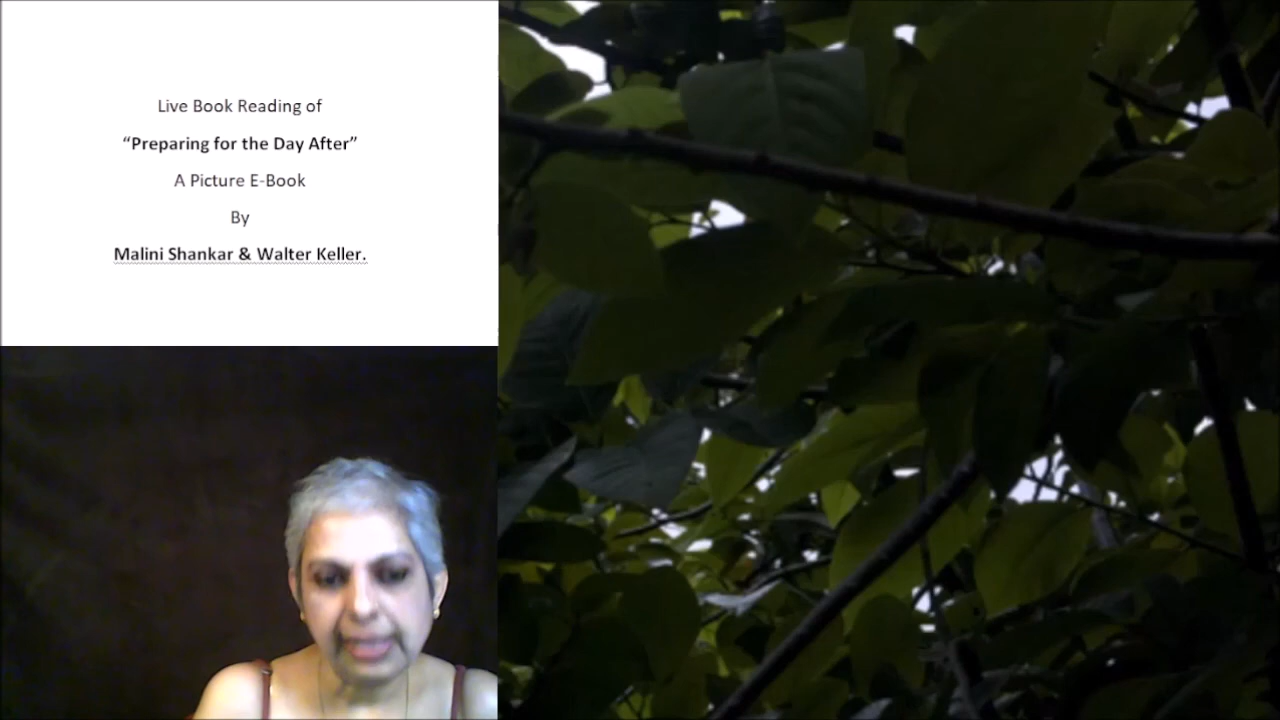 Live Book Reading of
“Preparing for the Day After”
A Picture E-Book
By
Malini Shankar & Walter Keller.